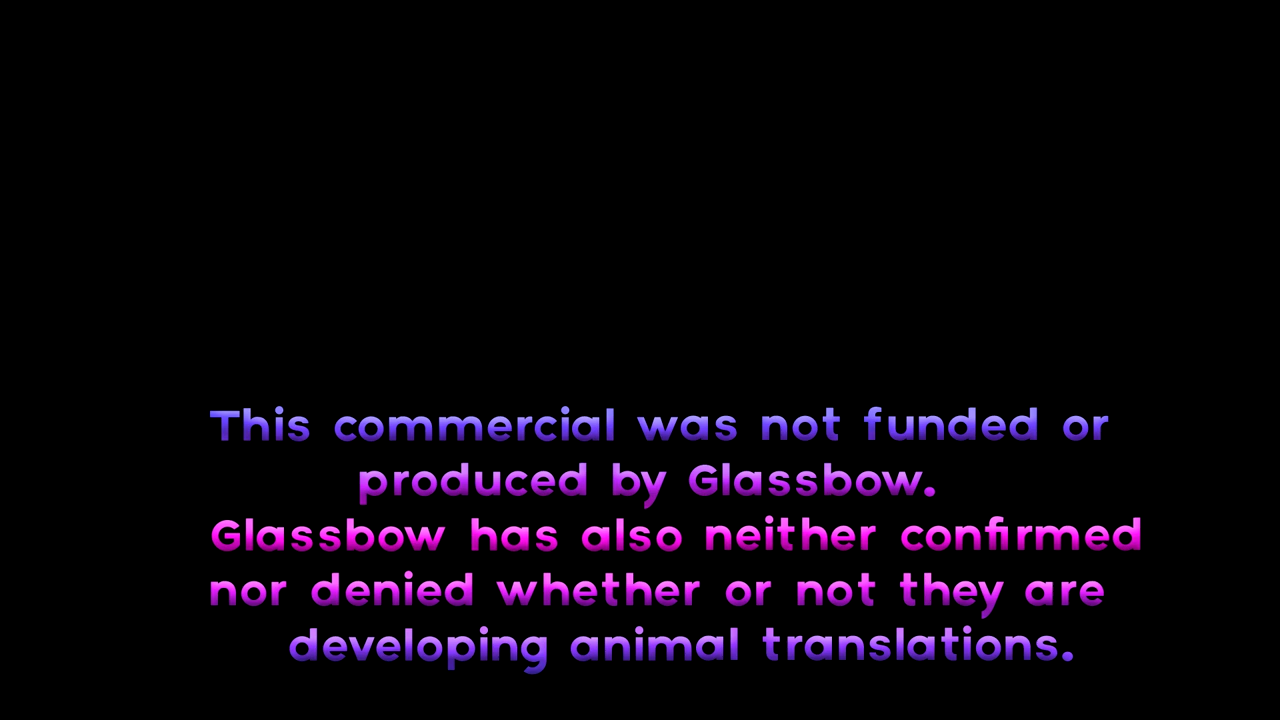 This commercial was not funded or
produced by Glassbow.
Glassbow has also neither confirmed
nor denied whether or not they are
developing animal translations.